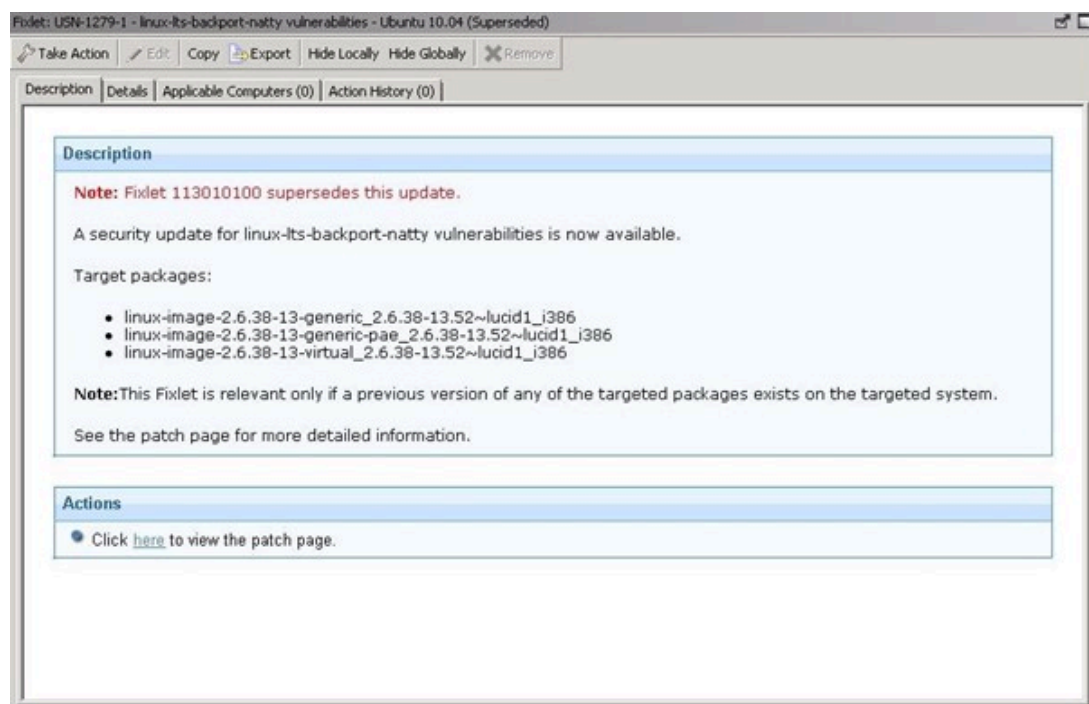 Fixlet: USN-1279-1 - linux-lts-backport-natty vulnerabilities - Ubuntu 10.04 (Superseded)
Take Action Edit Copy Export Hide Locally Hide Globally Remove
Description Details Applicable Computers (0) Action History (0)
Description
Note: Fixlet 113010100 supersedes this update.
A security update for linux-lts-backport-natty vulnerabilities is now available.
Target packages:
• linux-image-2.6.38-13-generic_2.6.38-13.52~lucid1_i386
• linux-image-2.6.38-13-generic-pae_2.6.38-13.52~lucid1_i386
• linux-image-2.6.38-13-virtual_2.6.38-13.52~lucid1_i386
Note:This Fixlet is relevant only if a previous version of any of the targeted packages exists on the targeted system.
See the patch page for more detailed information.
Actions
Click here to view the patch page.